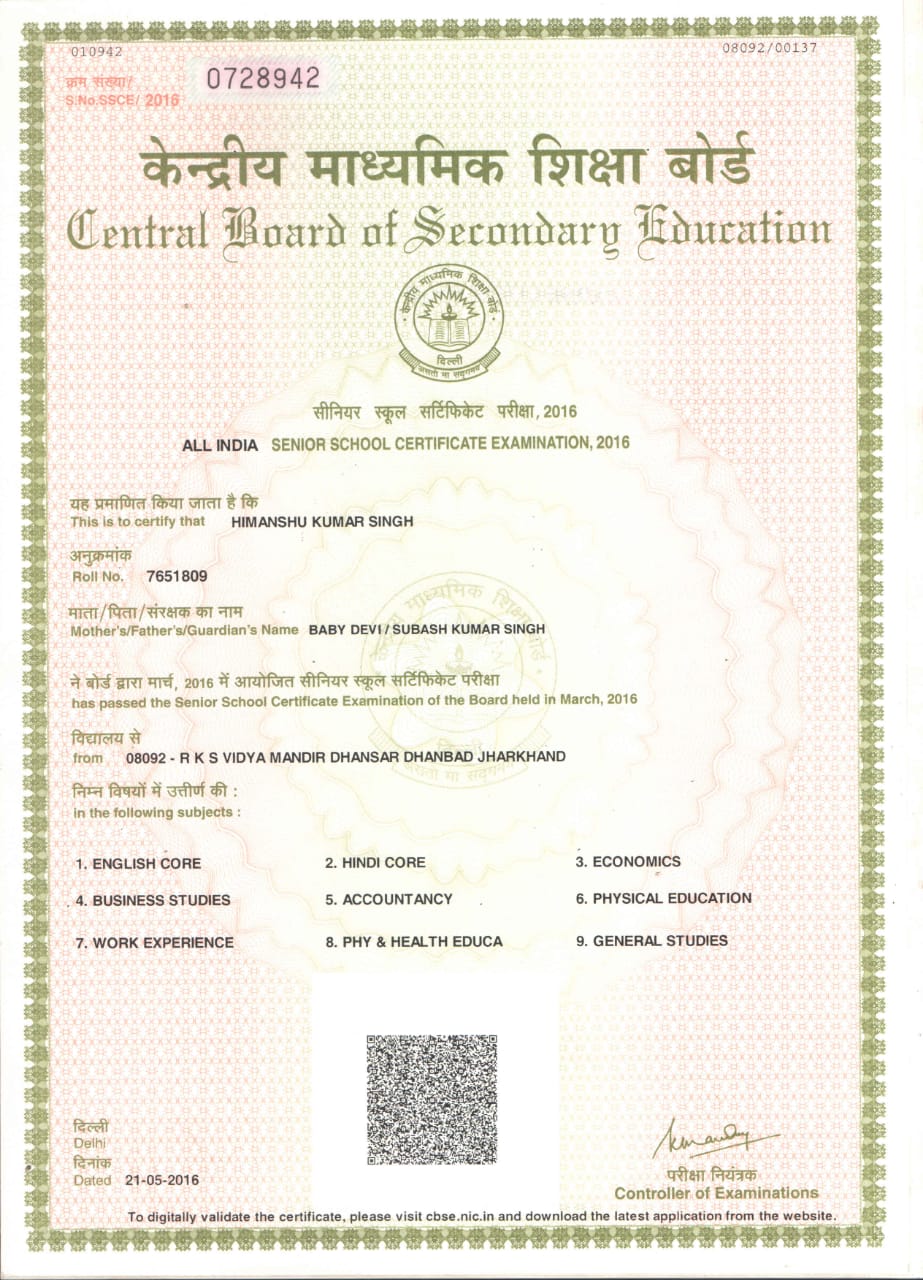 010942
08092/00137
क्रम संख्या/
S.No.SSCE/ 2016
0728942
केन्द्रीय माध्यमिक शिक्षा बोर्ड
Central Board of Secondary Education
केन्द्रीय माध्यमिक शिक्षा बोर्ड
दिल्ली
असतो मा सद्गमय
सीनियर स्कूल सर्टिफिकेट परीक्षा, 2016
ALL INDIA SENIOR SCHOOL CERTIFICATE EXAMINATION, 2016
यह प्रमाणित किया जाता है कि
This is to certify that HIMANSHU KUMAR SINGH
अनुक्रमांक
Roll No. 7651809
माता/पिता/संरक्षक का नाम
Mother's/Father's/Guardian's Name BABY DEVI / SUBASH KUMAR SINGH
ने बोर्ड द्वारा मार्च, 2016 में आयोजित सीनियर स्कूल सर्टिफिकेट परीक्षा
has passed the Senior School Certificate Examination of the Board held in March, 2016
विद्यालय से
from 08092 - R K S VIDYA MANDIR DHANSAR DHANBAD JHARKHAND
निम्न विषयों में उत्तीर्ण की :
in the following subjects :
1. ENGLISH CORE 2. HINDI CORE 3. ECONOMICS
4. BUSINESS STUDIES 5. ACCOUNTANCY 6. PHYSICAL EDUCATION
7. WORK EXPERIENCE 8. PHY & HEALTH EDUCA 9. GENERAL STUDIES
दिल्ली
Delhi
दिनांक
Dated 21-05-2016
परीक्षा नियंत्रक
Controller of Examinations
To digitally validate the certificate, please visit cbse.nic.in and download the latest application from the website.